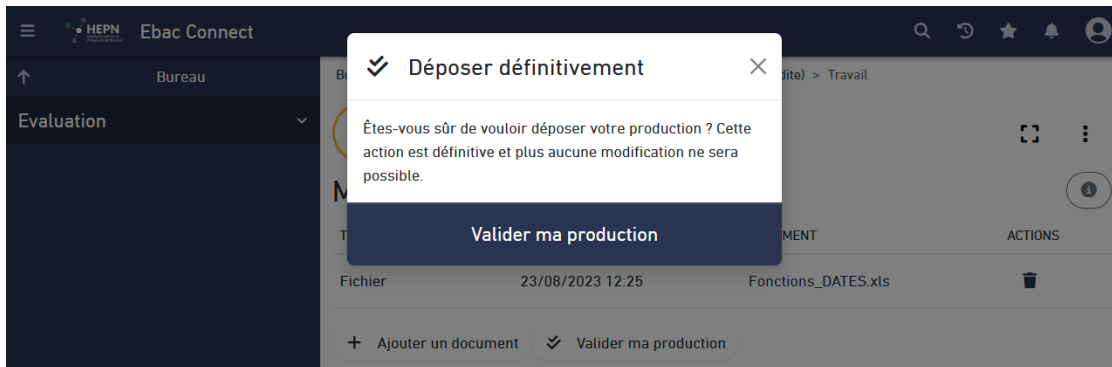 HEPN
Ebac Connect
Déposer définitivement
Bureau
dite) > Travail
Evaluation
Êtes-vous sûr de vouloir déposer votre production ? Cette
action est définitive et plus aucune modification ne sera
possible.
Valider ma production
MENT
ACTIONS
Fichier
23/08/2023 12:25
Fonctions_DATES.xls
+ Ajouter un document
Valider ma production